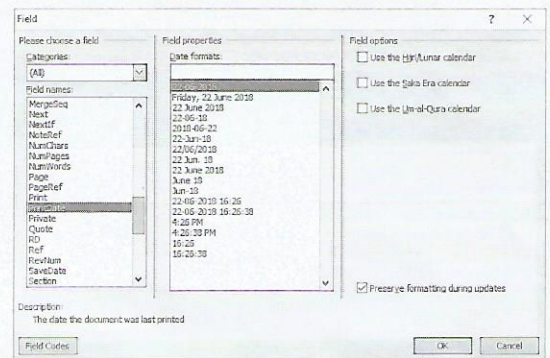 Field ? ×
Please choose a field
Categories:
(All)
Field names:
MergeSeq
Next
NextIf
NoteRef
NumChars
NumPages
NumWords
Page
PageRef
Print
PrintDate
Private
Quote
RD
Ref
RevNum
SaveDate
Section
Field properties
Date formats:
22-06-2018
Friday, 22 June 2018
22 June 2018
22-06-18
2018-06-22
22-Jun-18
22/06/2018
22 Jun. 18
22 June 2018
June 18
Jun-18
22-06-2018 16:26
22-06-2018 16:26:38
4:26 PM
4:26:38 PM
16:26
16:26:38
Field options
Use the Hijri/Lunar calendar
Use the Saka Era calendar
Use the Um-al-Qura calendar
Preserve formatting during updates
Description:
The date the document was last printed
Field Codes
OK
Cancel